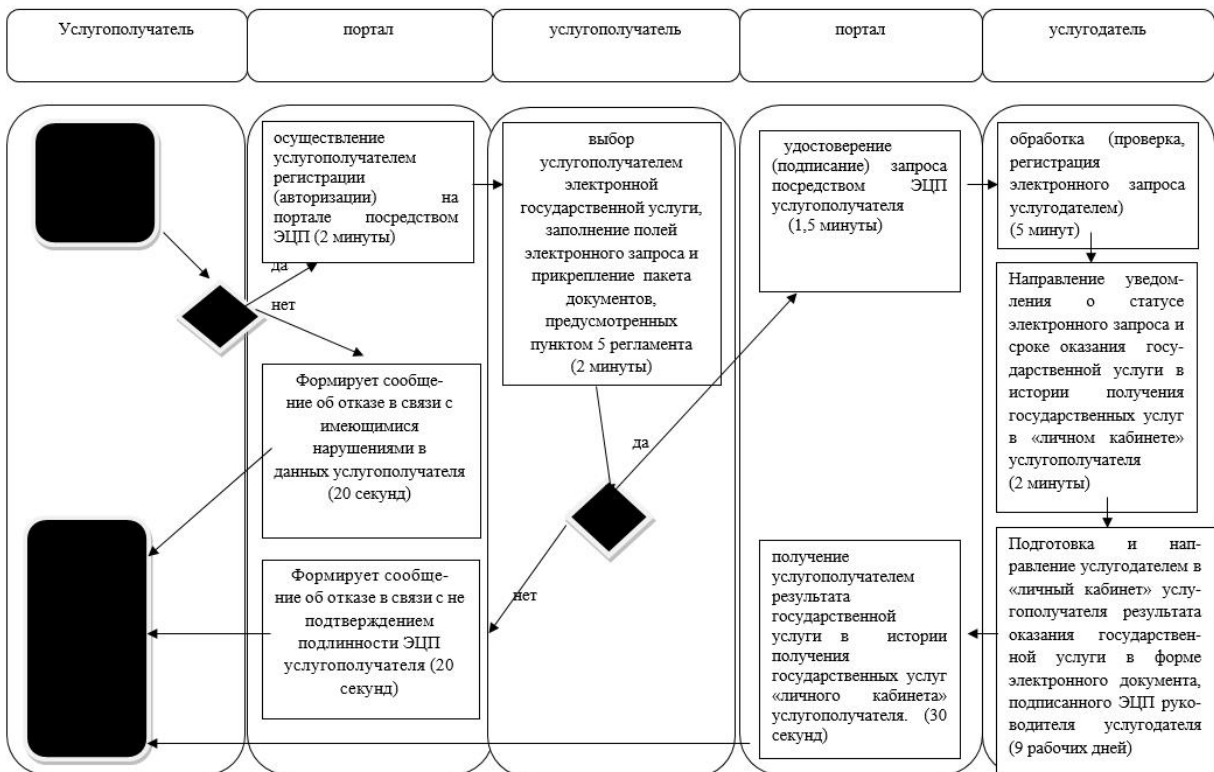 Услугополучатель
портал
услугополучатель
портал
услугодатель
осуществление
услугополучателем
регистрации
(авторизации) на
портале посредством
ЭЦП (2 минуты)
да
нет
Формирует сообще-
ние об отказе в связи с
имеющимися
нарушениями в
данных услугополучателя
(20 секунд)
Формирует сообще-
ние об отказе в связи с не
подтверждением
подлинности ЭЦП
услугополучателя (20
секунд)
выбор
услугополучателем
электронной
государственной услуги,
заполнение полей
электронного запроса и
прикрепление пакета
документов,
предусмотренных
пунктом 5 регламента
(2 минуты)
да
нет
удостоверение
(подписание) запроса
посредством ЭЦП
услугополучателя
(1,5 минуты)
получение
услугополучателем
результата
государственной
услуги в истории
получения
государственных услуг
«личного кабинета»
услугополучателя. (30
секунд)
обработка (проверка,
регистрация
электронного запроса
услугодателем)
(5 минут)
Направление уведом-
ления о статусе
электронного запроса и
сроке оказания госу-
дарственной услуги в
истории получения
государственных услуг
в «личном кабинете»
услугополучателя
(2 минуты)
Подготовка и на-
правление услугодателем в
«личный кабинет» услу-
гополучателя результата
оказания государствен-
ной услуги в форме
электронного документа,
подписанного ЭЦП руко-
водителя услугодателя
(9 рабочих дней)